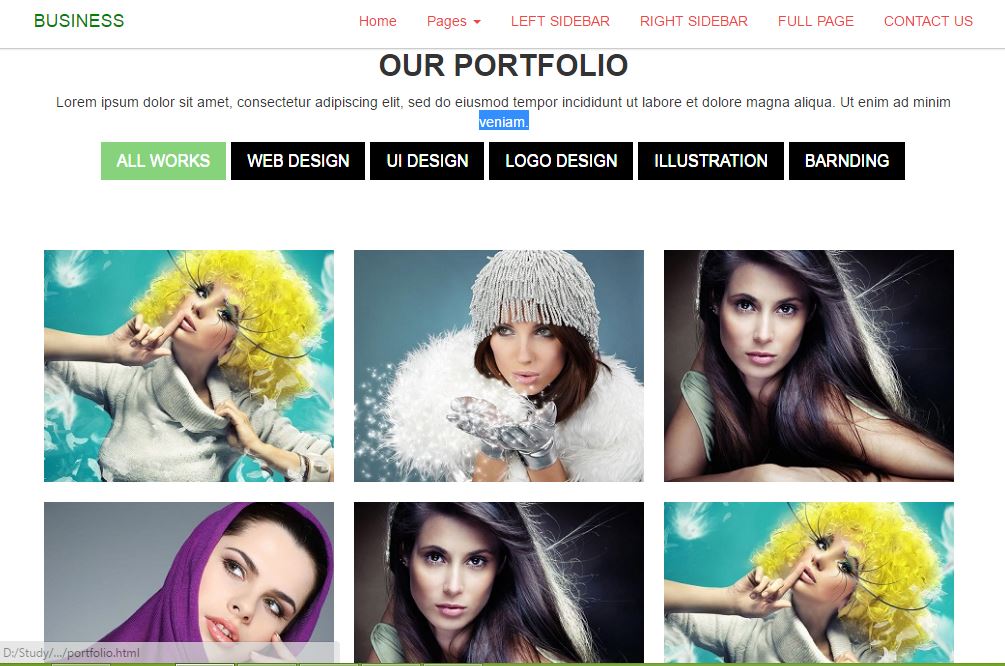 BUSINESS Home Pages LEFT SIDEBAR RIGHT SIDEBAR FULL PAGE CONTACT US
OUR PORTFOLIO
Lorem ipsum dolor sit amet, consectetur adipiscing elit, sed do eiusmod tempor incididunt ut labore et dolore magna aliqua. Ut enim ad minim
veniam.
ALL WORKS WEB DESIGN UI DESIGN LOGO DESIGN ILLUSTRATION BARNDING
D:/Study/.../portfolio.html